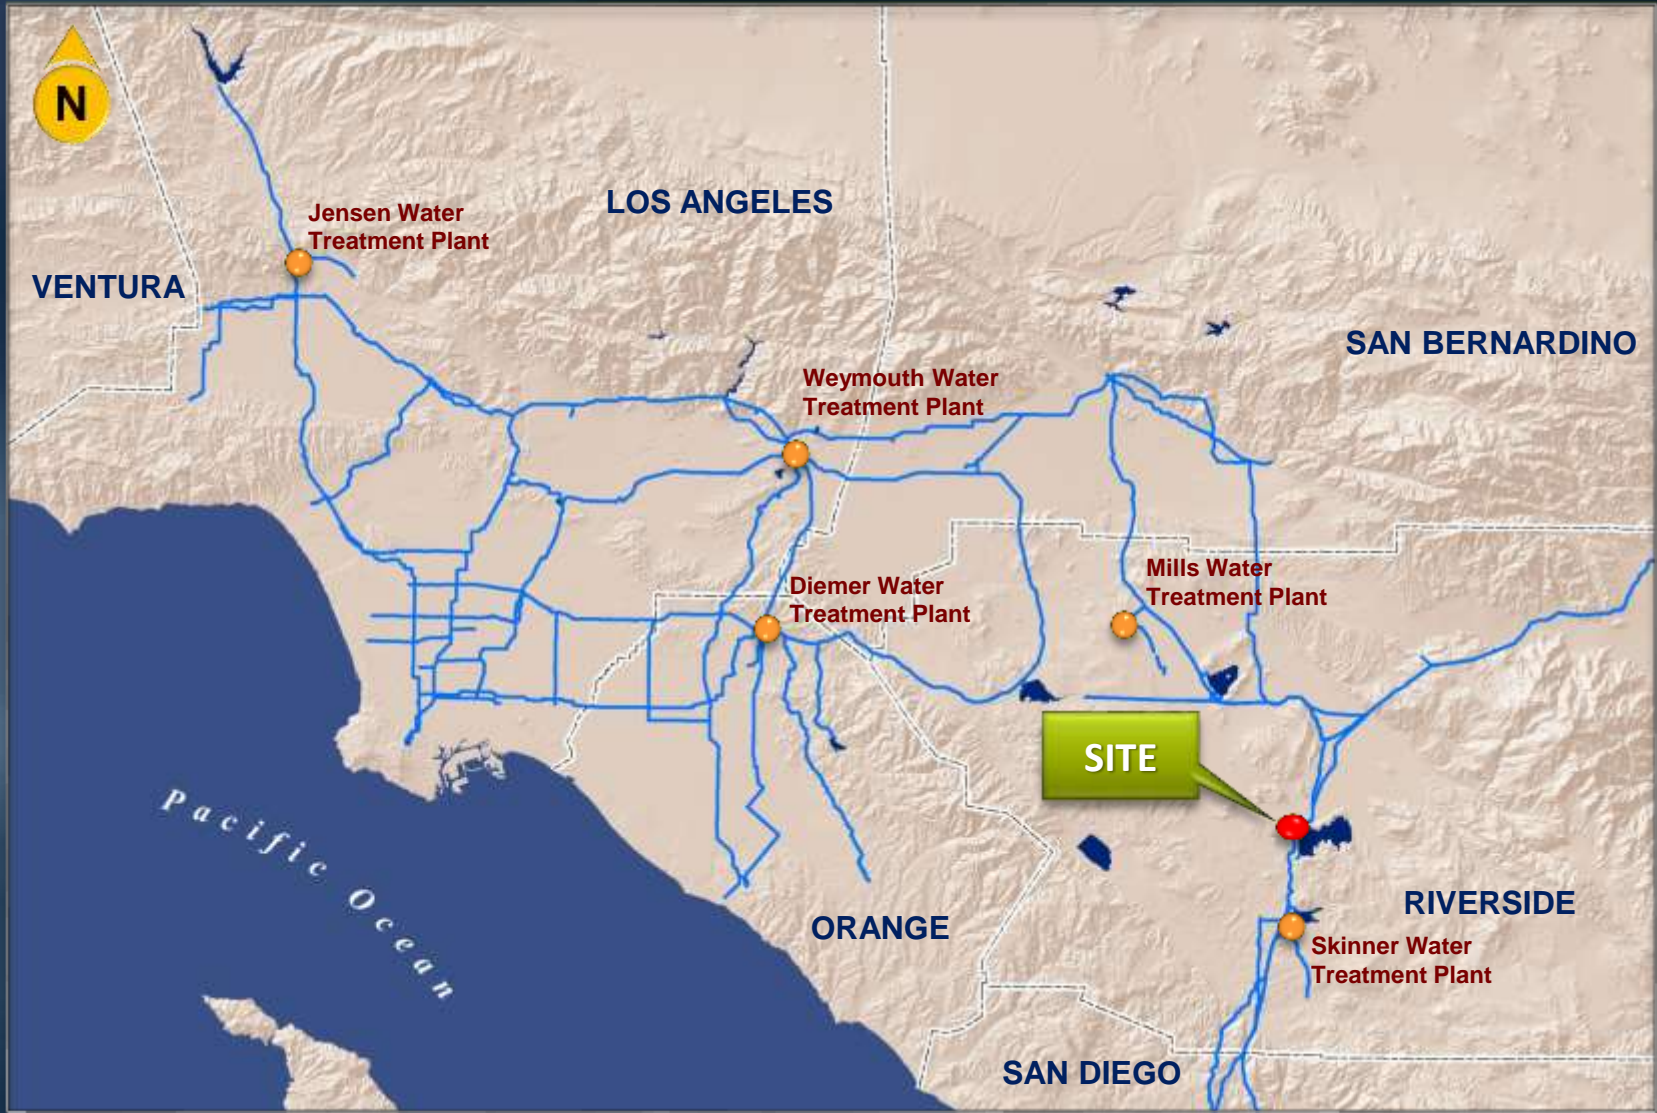 N
LOS ANGELES
Jensen Water
Treatment Plant
VENTURA
SAN BERNARDINO
Weymouth Water
Treatment Plant
Mills Water
Treatment Plant
Diemer Water
Treatment Plant
SITE
Pacific Ocean
RIVERSIDE
ORANGE
Skinner Water
Treatment Plant
SAN DIEGO